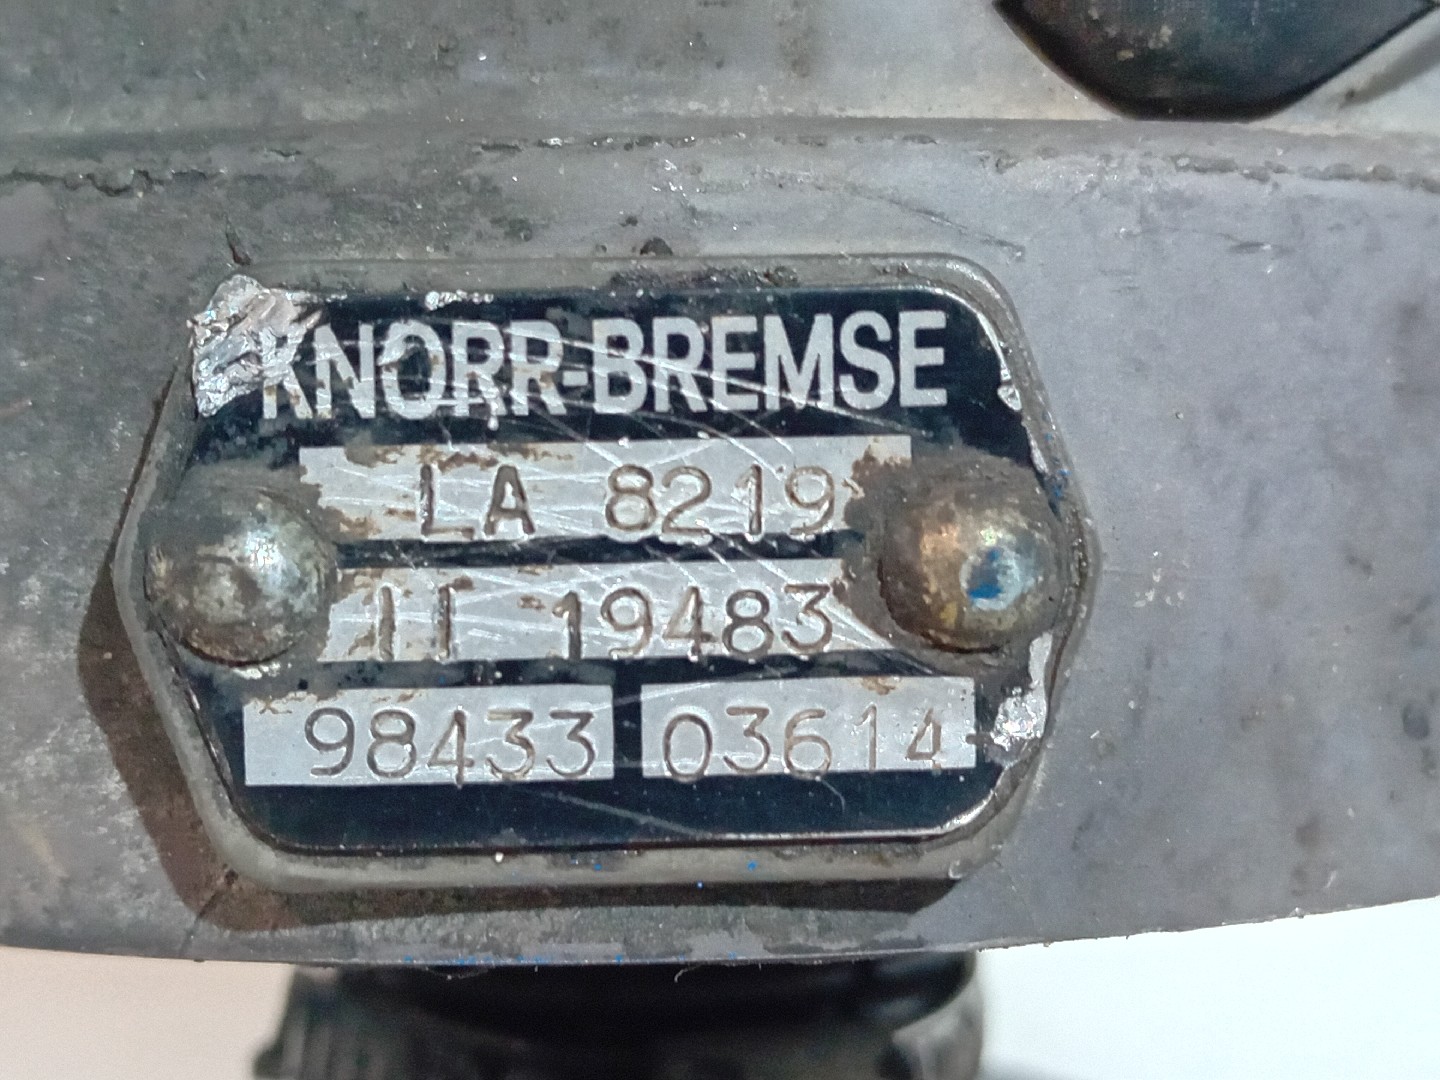 KNORR-BREMSE
LA 8219
II 19483
98433 03614